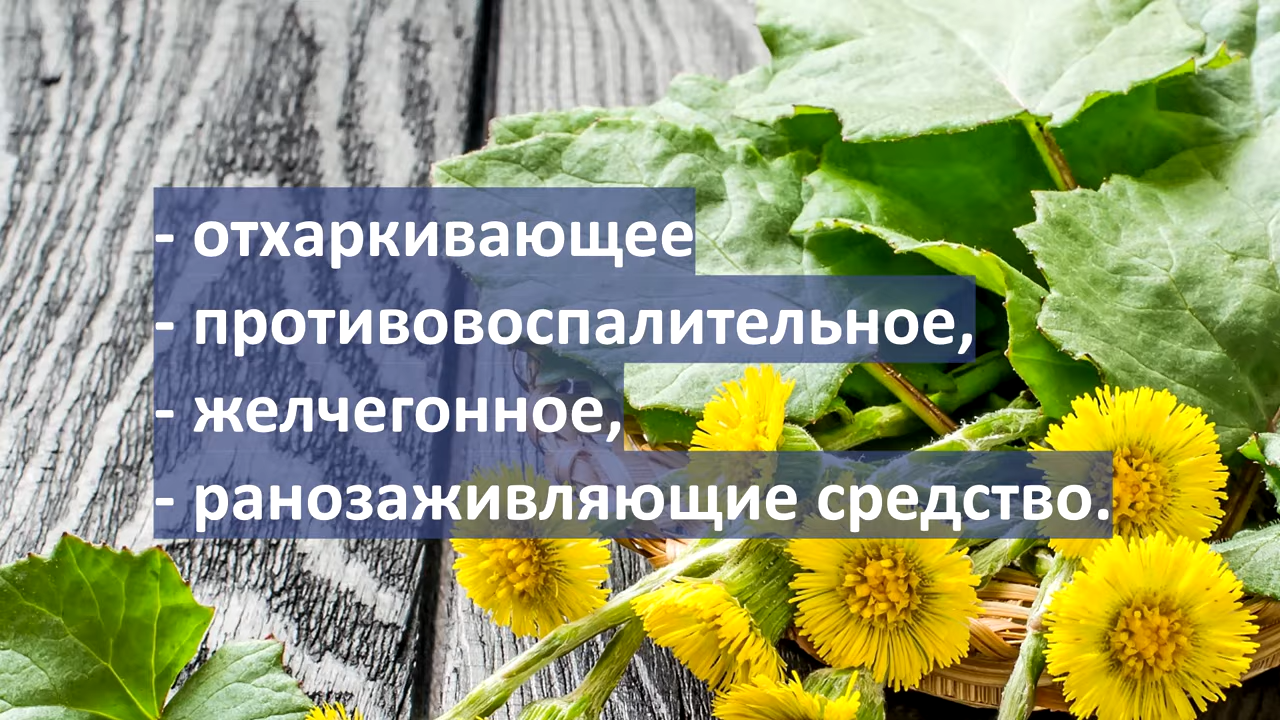 - отхаркивающее
- противовоспалительное,
- желчегонное,
- ранозаживляющие средство.